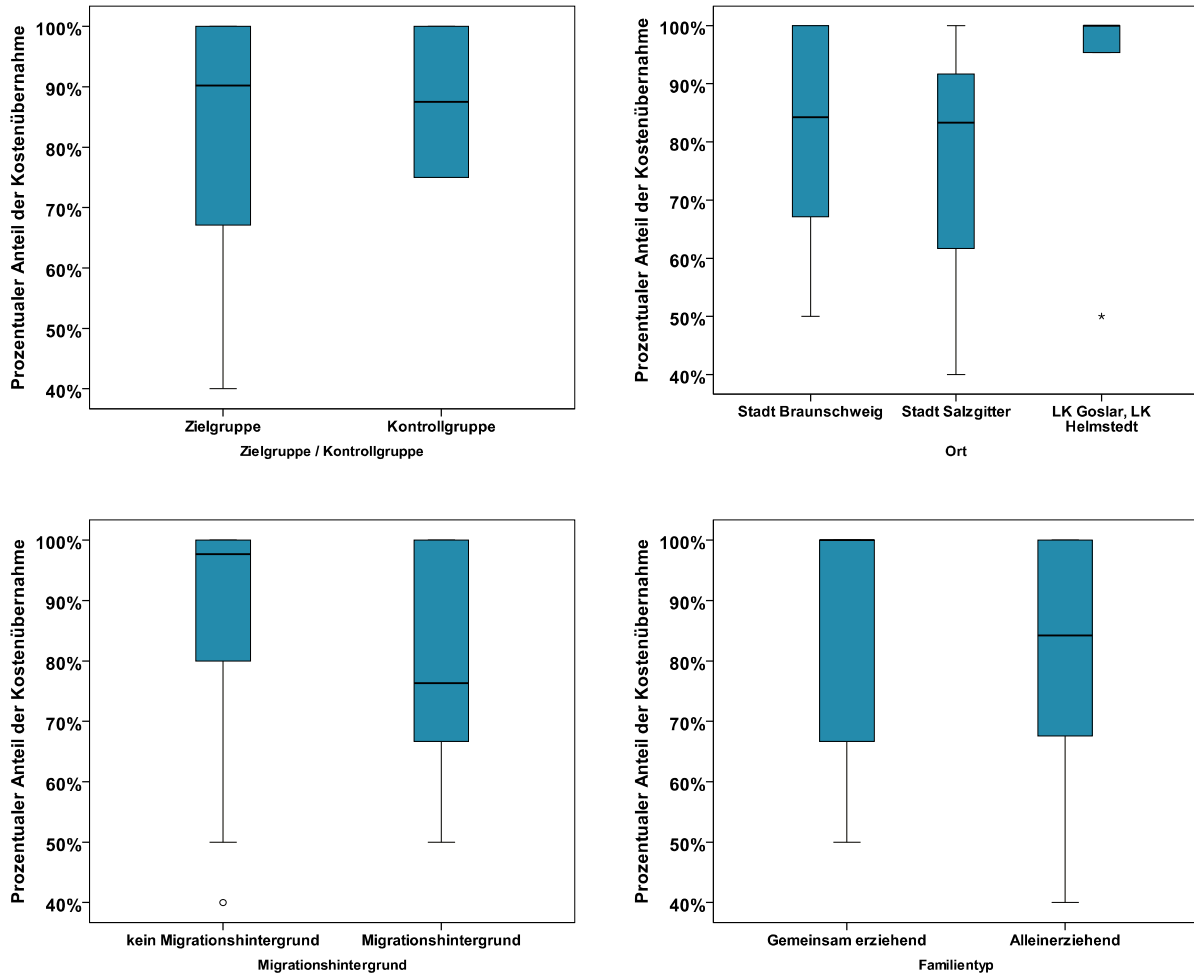 Prozentualer Anteil der Kostenübernahme
100%
90%
80%
70%
60%
50%
40%
Zielgruppe
Kontrollgruppe
Zielgruppe / Kontrollgruppe
Prozentualer Anteil der Kostenübernahme
100%
90%
80%
70%
60%
50%
40%
Stadt Braunschweig
Stadt Salzgitter
LK Goslar, LK
Helmstedt
Ort
Prozentualer Anteil der Kostenübernahme
100%
90%
80%
70%
60%
50%
40%
kein Migrationshintergrund
Migrationshintergrund
Migrationshintergrund
Prozentualer Anteil der Kostenübernahme
100%
90%
80%
70%
60%
50%
40%
Gemeinsam erziehend
Alleinerziehend
Familientyp